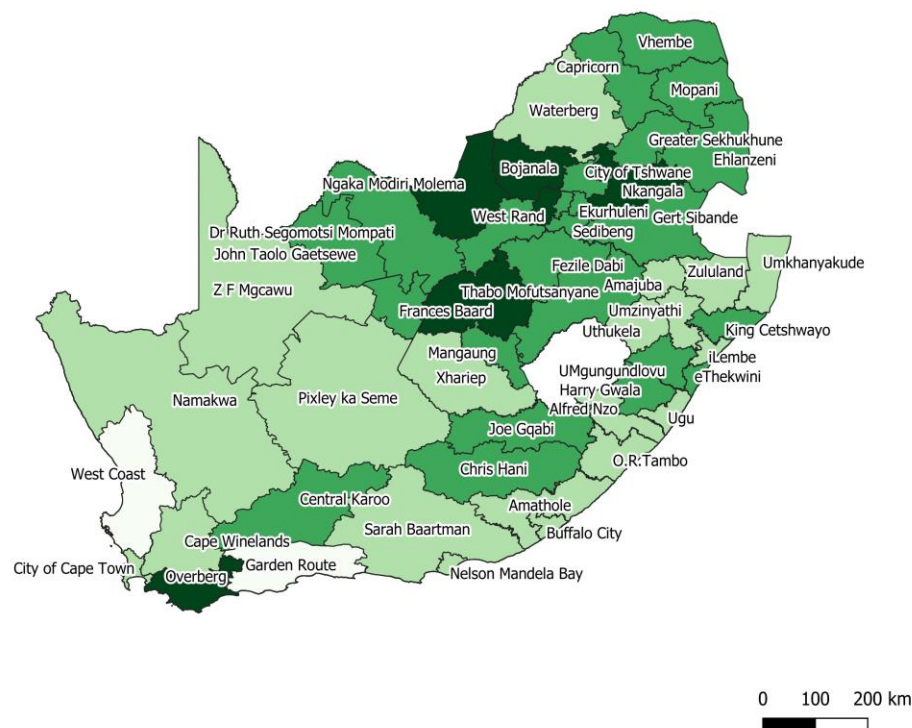 Vhembe
Capricorn
Mopani
Waterberg
Greater Sekhukhune
Ehlanzeni
Bojanala
City of Tshwane
Ngaka Modiri Molema
Nkangala
West Rand
Ekurhuleni
Gert Sibande
Sedibeng
Dr Ruth Segomotsi Mompati
John Taolo Gaetsewe
Fezile Dabi
Zululand
Umkhanyakude
Z F Mgcawu
Thabo Mofutsanyane
Amajuba
Frances Baard
Umzinyathi
King Cetshwayo
Uthukela
Mangaung
iLembe
Xhariep
UMgungundlovu
eThekwini
Harry Gwala
Namakwa
Pixley ka Seme
Alfred Nzo
Ugu
Joe Gqabi
O.R.Tambo
Chris Hani
West Coast
Central Karoo
Amathole
Sarah Baartman
Buffalo City
Cape Winelands
City of Cape Town
Overberg
Garden Route
Nelson Mandela Bay
0 100 200 km